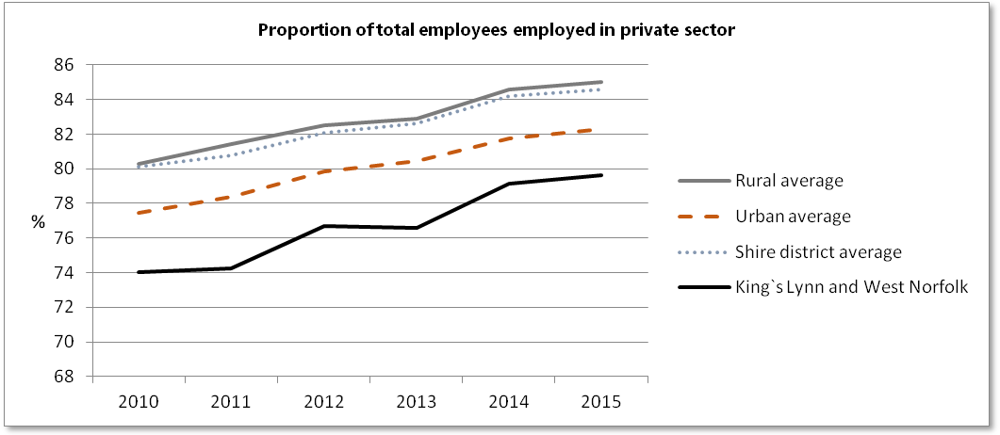 Proportion of total employees employed in private sector
86
84
82
80
78
76
74
72
70
68
%
2010 2011 2012 2013 2014 2015
Rural average
Urban average
Shire district average
King`s Lynn and West Norfolk